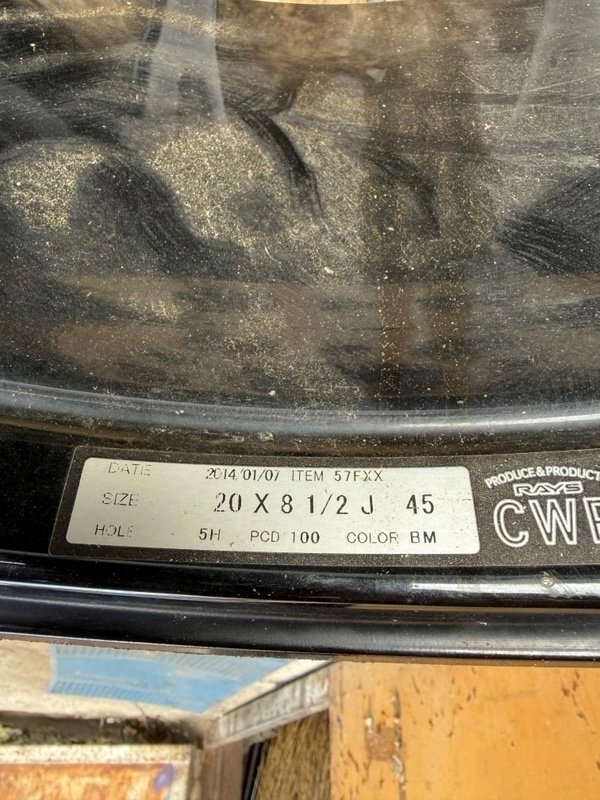 DATE 2014/01/07 ITEM 57FXX
SIZE 20 X 8 1/2 J 45
HOLE 5H PCD 100 COLOR BM
PRODUCE & PRODUCT
RAYS
CW